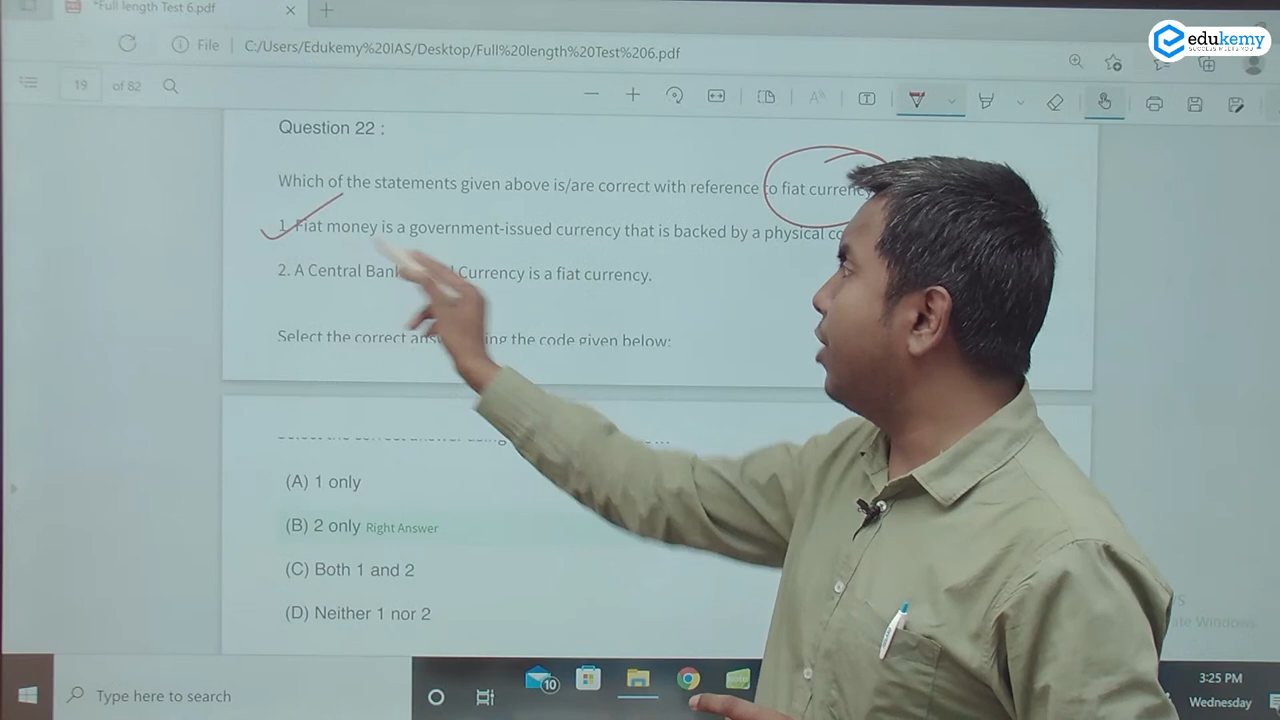 *Full length Test 6.pdf
edukemy
SUCCESS MEETS YOU
File
C:/Users/Edukemy%20IAS/Desktop/Full%20length%20Test%206.pdf
19 of 62
Question 22 :
Which of the statements given above is/are correct with reference to fiat currency
1. Fiat money is a government-issued currency that is backed by a physical
2. A Central Bank Currency is a fiat currency.
Select the correct the code given below:
(A) 1 only
(B) 2 only Right Answer
(C) Both 1 and 2
(D) Neither 1 nor 2
Type here to search
10
3:25 PM
Wednesday